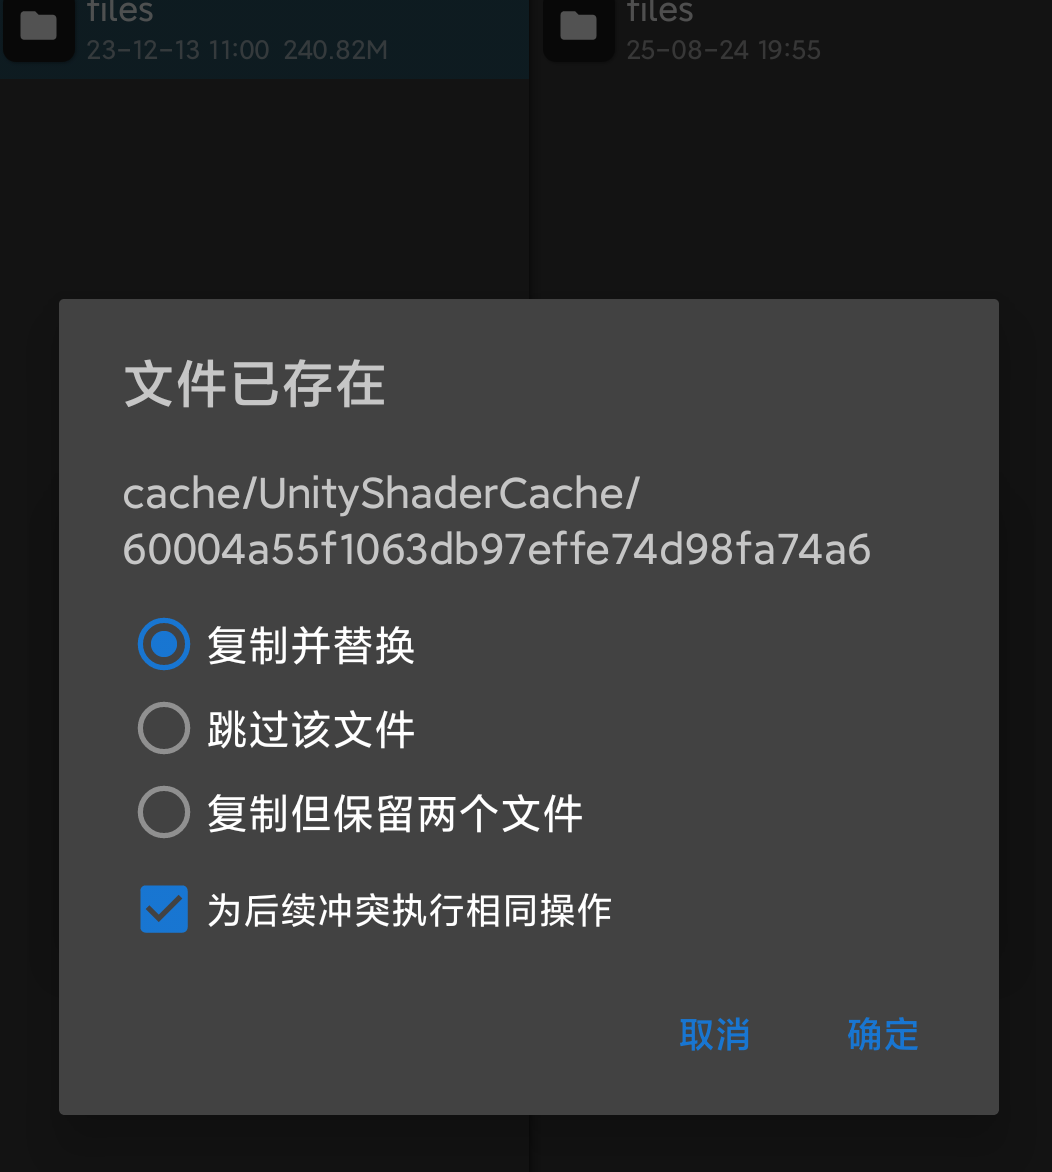 files
files
23-12-13 11:00 240.82M
25-08-24 19:55
文件已存在
cache/UnityShaderCache/
60004a55f1063db97effe74d98fa74a6
复制并替换
跳过该文件
复制但保留两个文件
为后续冲突执行相同操作
取消
确定